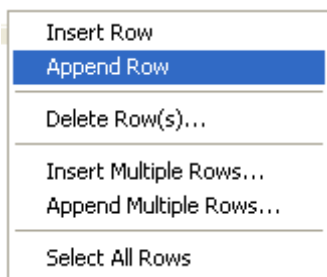 Insert Row
Append Row
Delete Row(s)...
Insert Multiple Rows...
Append Multiple Rows...
Select All Rows